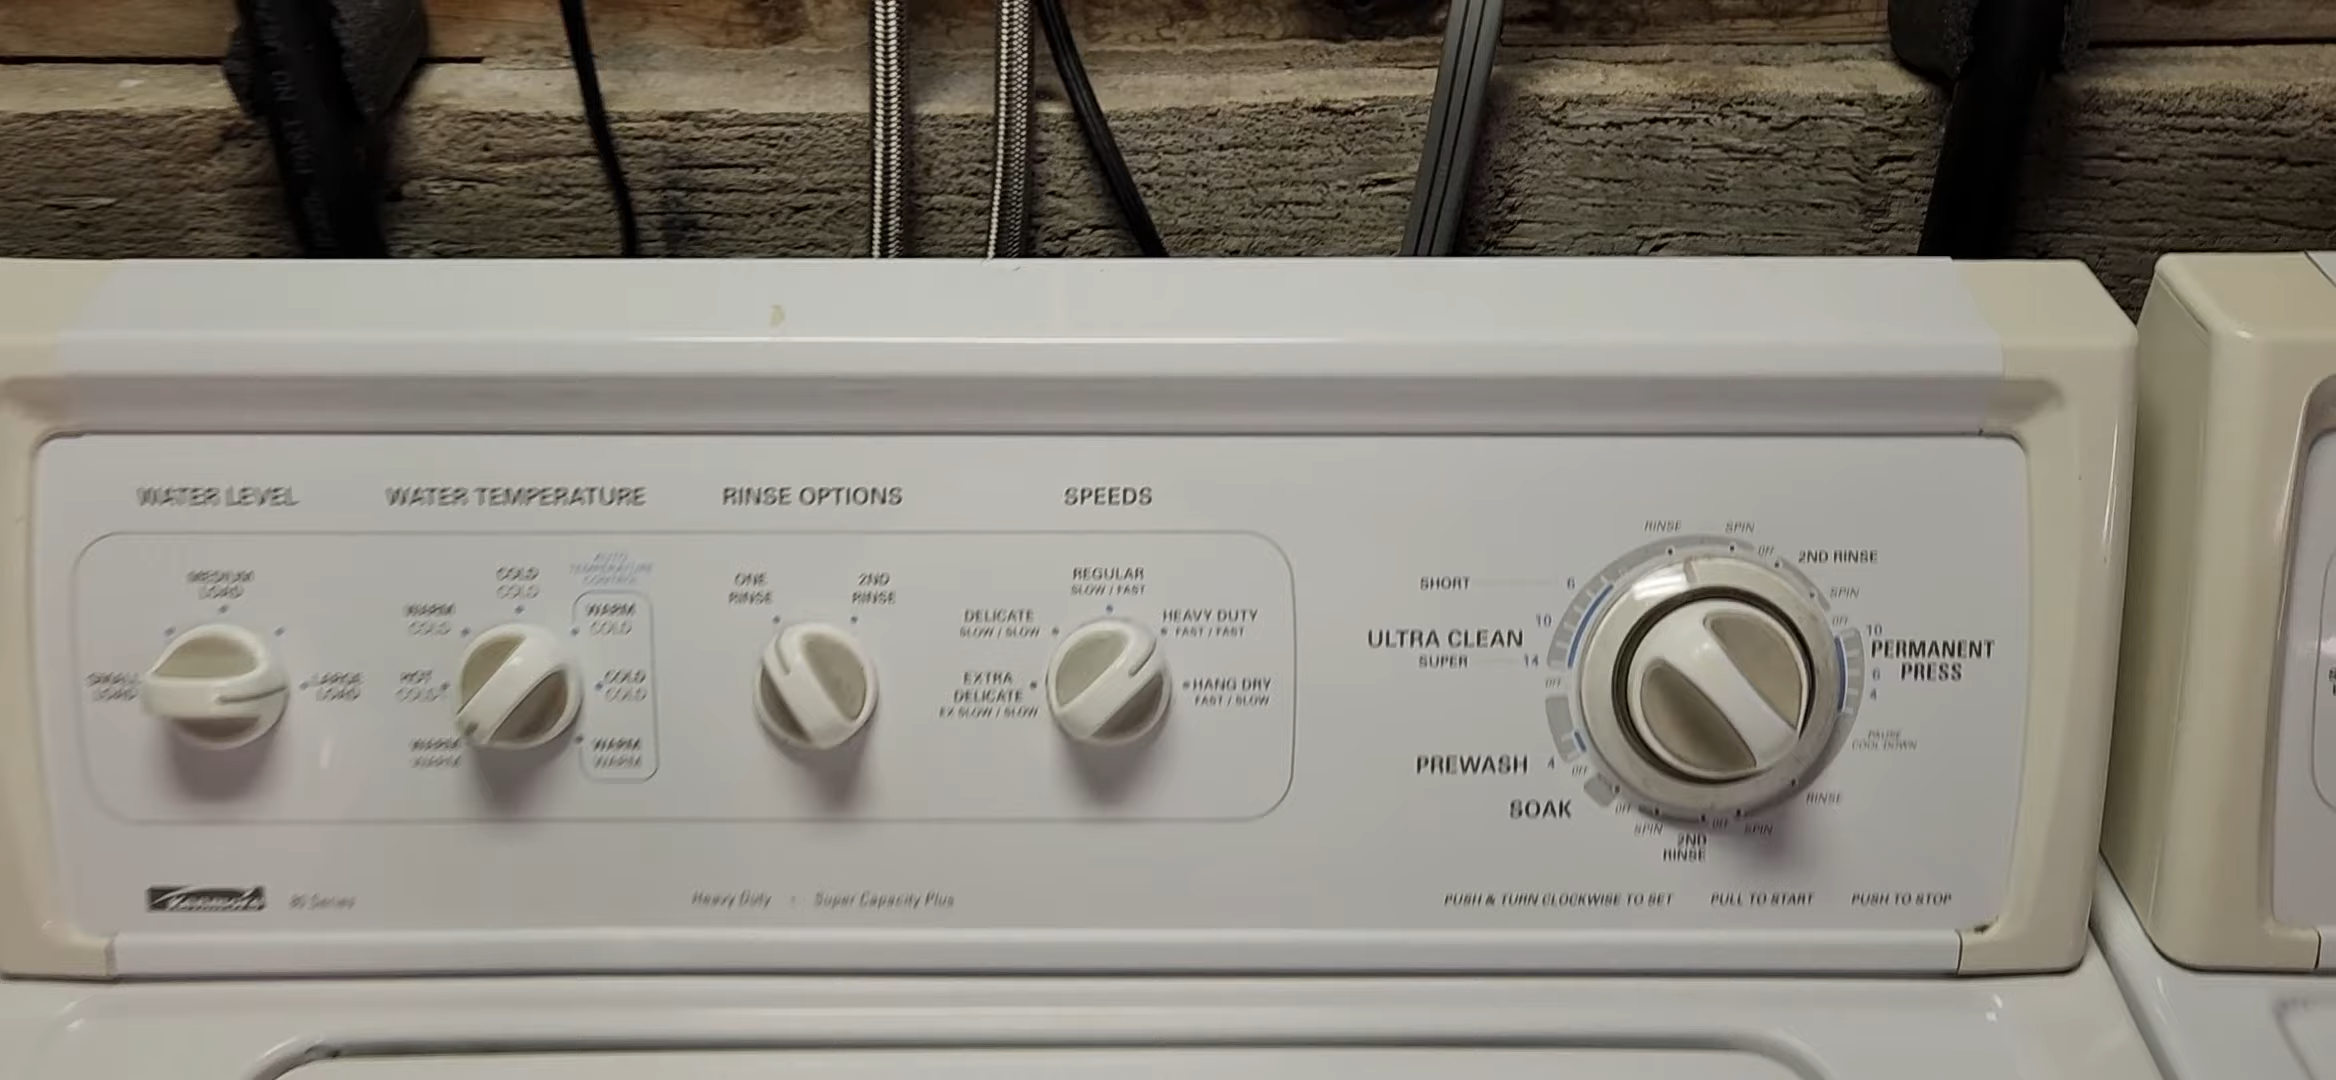 WATER LEVEL
WATER TEMPERATURE
RINSE OPTIONS
SPEEDS
MEDIUM
LOAD
SMALL
LOAD
LARGE
LOAD
COLD
COLD
AUTO
TEMPERATURE
CONTROL
WARM
COLD
WARM
COLD
HOT
COLD
COLD
COLD
WARM
WARM
WARM
WARM
ONE
RINSE
2ND
RINSE
REGULAR
SLOW / FAST
DELICATE
SLOW / SLOW
HEAVY DUTY
FAST / FAST
EXTRA
DELICATE
EX SLOW / SLOW
HANG DRY
FAST / SLOW
RINSE
SPIN
OFF
2ND RINSE
SHORT
6
SPIN
10
OFF
10
ULTRA CLEAN
PERMANENT
PRESS
SUPER
14
6
OFF
4
PAUSE
COOLDOWN
PREWASH
4
OFF
RINSE
SOAK
OFF
SPIN
2ND
RINSE
OFF
SPIN
Kenmore
80 Series
Heavy Duty • Super Capacity Plus
PUSH & TURN CLOCKWISE TO SET
PULL TO START
PUSH TO STOP